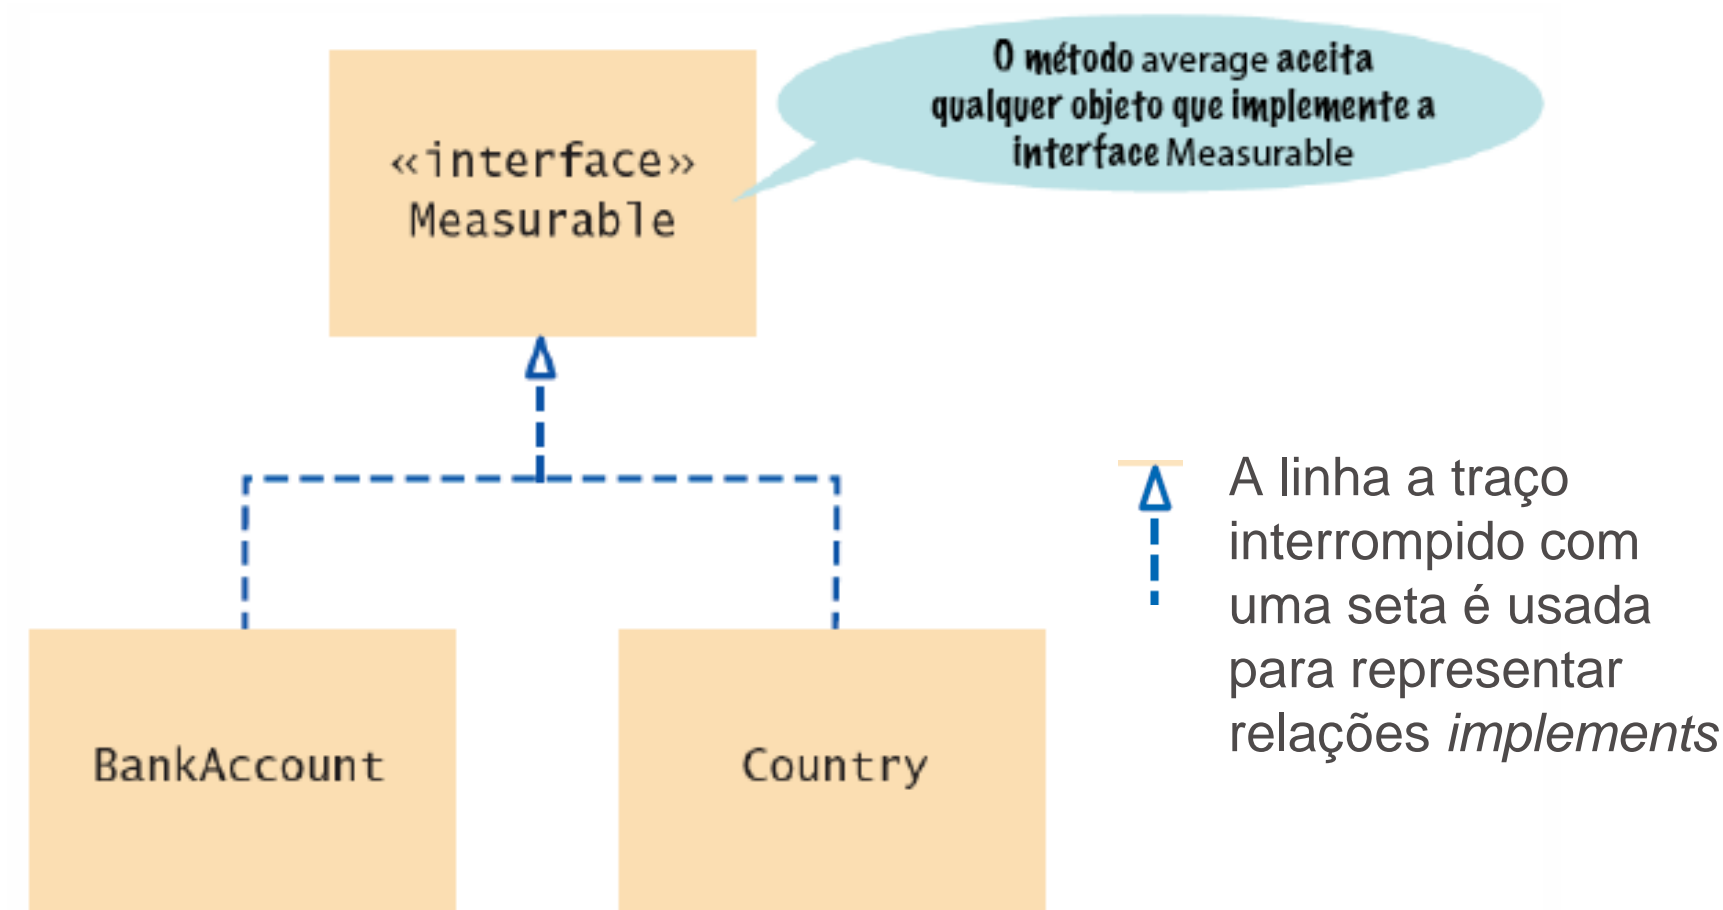 O método average aceita
qualquer objeto que implemente a
interface Measurable
«interface»
Measurable
A linha a traço
interrompido com
uma seta é usada
para representar
relações implements
BankAccount
Country